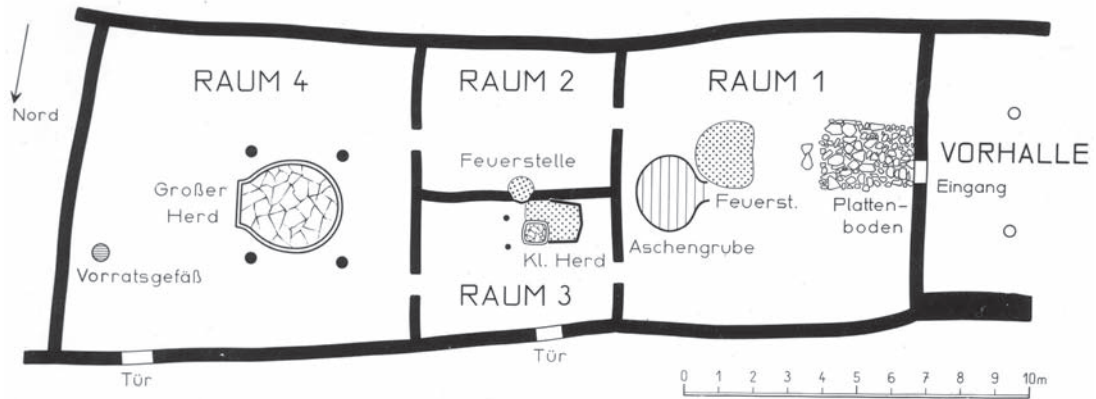 Nord
RAUM 4
RAUM 2
RAUM 1
VORHALLE
Eingang
Feuerstelle
Großer
Herd
Feuerst.
Platten-
boden
Aschengrube
Kl. Herd
Vorratsgefäß
RAUM 3
Tür
Tür
0 1 2 3 4 5 6 7 8 9 10m